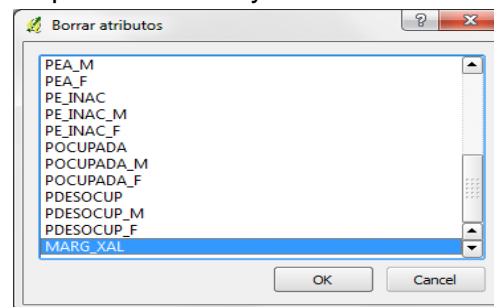 Borrar atributos
PEA_M
PEA_F
PE_INAC
PE_INAC_M
PE_INAC_F
POCUPADA
POCUPADA_M
POCUPADA_F
PDESOCUP
PDESOCUP_M
PDESOCUP_F
MARG_XAL
OK Cancel